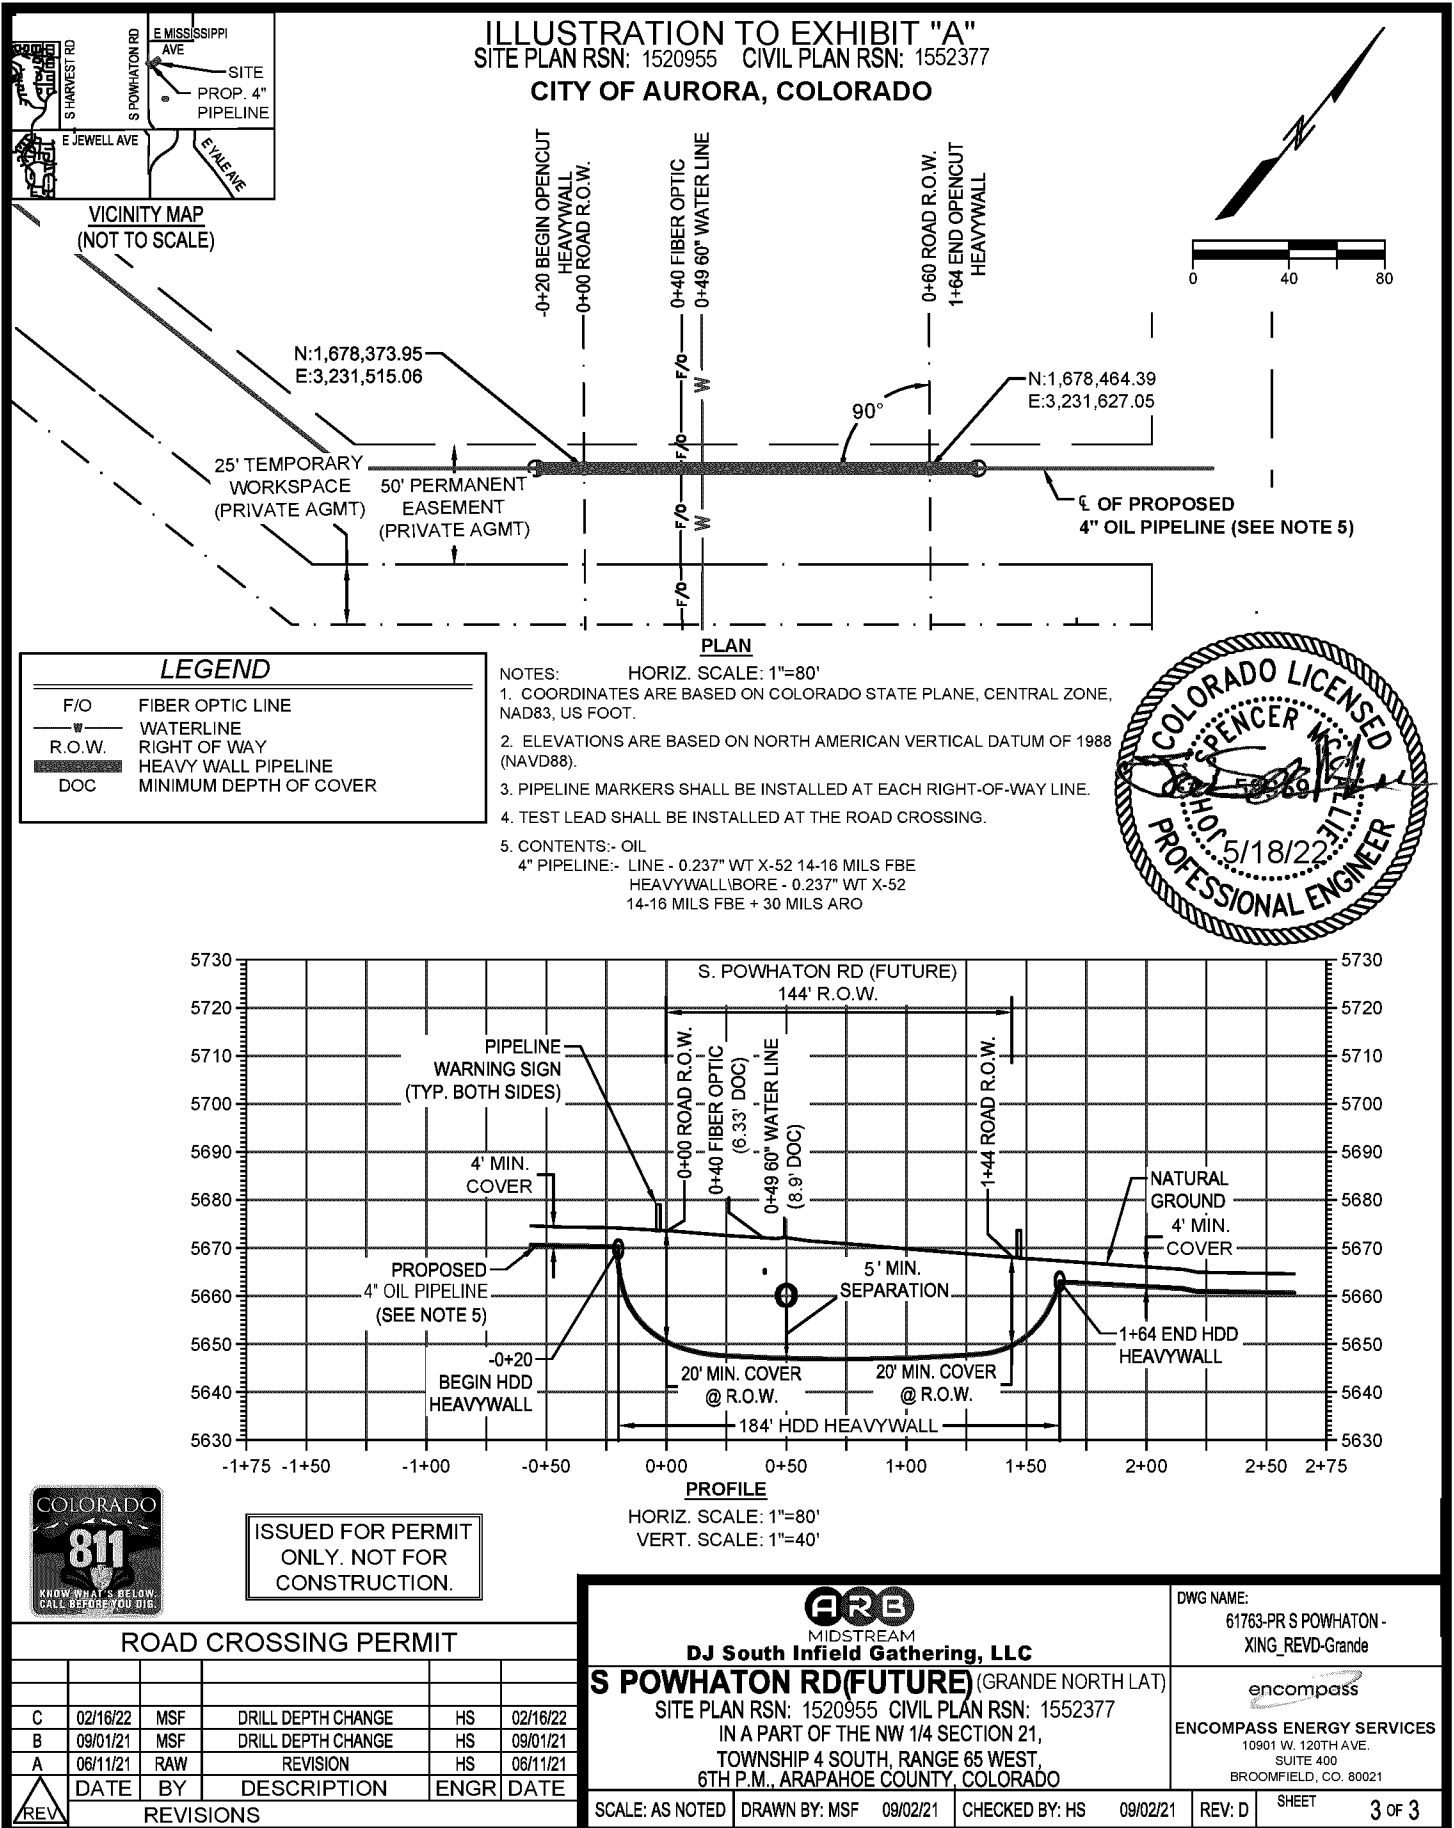 ILLUSTRATION TO EXHIBIT "A"
SITE PLAN RSN: 1520955 CIVIL PLAN RSN: 1552377
CITY OF AURORA, COLORADO
S HARVEST RD
S POWHATON RD
E MISSISSIPPI
AVE
SITE
PROP. 4"
PIPELINE
E JEWELL AVE
E YALE AVE
VICINITY MAP
(NOT TO SCALE)
-0+20 BEGIN OPENCUT
HEAVYWALL
0+00 ROAD R.O.W.
0+40 FIBER OPTIC
0+49 60" WATER LINE
0+60 ROAD R.O.W.
1+64 END OPENCUT
HEAVYWALL
0 40 80
N:1,678,373.95
E:3,231,515.06
N:1,678,464.39
E:3,231,627.05
90°
F/O
W
F/O
F/O
W
F/O
25' TEMPORARY
WORKSPACE
(PRIVATE AGMT)
50' PERMANENT
EASEMENT
(PRIVATE AGMT)
℄ OF PROPOSED
4" OIL PIPELINE (SEE NOTE 5)
PLAN
HORIZ. SCALE: 1"=80'
LEGEND
F/O FIBER OPTIC LINE
W WATERLINE
R.O.W. RIGHT OF WAY
HEAVY WALL PIPELINE
DOC MINIMUM DEPTH OF COVER
NOTES:
1. COORDINATES ARE BASED ON COLORADO STATE PLANE, CENTRAL ZONE,
NAD83, US FOOT.
2. ELEVATIONS ARE BASED ON NORTH AMERICAN VERTICAL DATUM OF 1988
(NAVD88).
3. PIPELINE MARKERS SHALL BE INSTALLED AT EACH RIGHT-OF-WAY LINE.
4. TEST LEAD SHALL BE INSTALLED AT THE ROAD CROSSING.
5. CONTENTS:- OIL
4" PIPELINE:- LINE - 0.237" WT X-52 14-16 MILS FBE
HEAVYWALL\BORE - 0.237" WT X-52
14-16 MILS FBE + 30 MILS ARO
COLORADO LICENSED
PROFESSIONAL ENGINEER
5/18/22
S. POWHATON RD (FUTURE)
144' R.O.W.
5730 5730
5720 5720
5710 5710
5700 5700
5690 5690
5680 5680
5670 5670
5660 5660
5650 5650
5640 5640
5630 5630
PIPELINE
WARNING SIGN
(TYP. BOTH SIDES)
0+00 ROAD R.O.W.
0+40 FIBER OPTIC
(6.33' DOC)
0+49 60" WATER LINE
(8.9' DOC)
1+44 ROAD R.O.W.
4' MIN.
COVER
NATURAL
GROUND
4' MIN.
COVER
PROPOSED
4" OIL PIPELINE
(SEE NOTE 5)
5' MIN.
SEPARATION
-0+20
BEGIN HDD
HEAVYWALL
20' MIN. COVER
@ R.O.W.
20' MIN. COVER
@ R.O.W.
1+64 END HDD
HEAVYWALL
184' HDD HEAVYWALL
-1+75 -1+50 -1+00 -0+50 0+00 0+50 1+00 1+50 2+00 2+50 2+75
PROFILE
HORIZ. SCALE: 1"=80'
VERT. SCALE: 1"=40'
COLORADO
811
KNOW WHAT'S BELOW.
CALL BEFORE YOU DIG.
ISSUED FOR PERMIT
ONLY. NOT FOR
CONSTRUCTION.
ROAD CROSSING PERMIT
C 02/16/22 MSF DRILL DEPTH CHANGE HS 02/16/22
B 09/01/21 MSF DRILL DEPTH CHANGE HS 09/01/21
A 06/11/21 RAW REVISION HS 06/11/21
REV DATE BY DESCRIPTION ENGR DATE
REVISIONS
ARB
MIDSTREAM
DJ South Infield Gathering, LLC
S POWHATON RD(FUTURE) (GRANDE NORTH LAT)
SITE PLAN RSN: 1520955 CIVIL PLAN RSN: 1552377
IN A PART OF THE NW 1/4 SECTION 21,
TOWNSHIP 4 SOUTH, RANGE 65 WEST,
6TH P.M., ARAPAHOE COUNTY, COLORADO
DWG NAME:
61763-PR S POWHATON -
XING_REVD-Grande
encompass
ENCOMPASS ENERGY SERVICES
10901 W. 120TH AVE.
SUITE 400
BROOMFIELD, CO. 80021
SCALE: AS NOTED DRAWN BY: MSF 09/02/21 CHECKED BY: HS 09/02/21 REV: D SHEET 3 OF 3